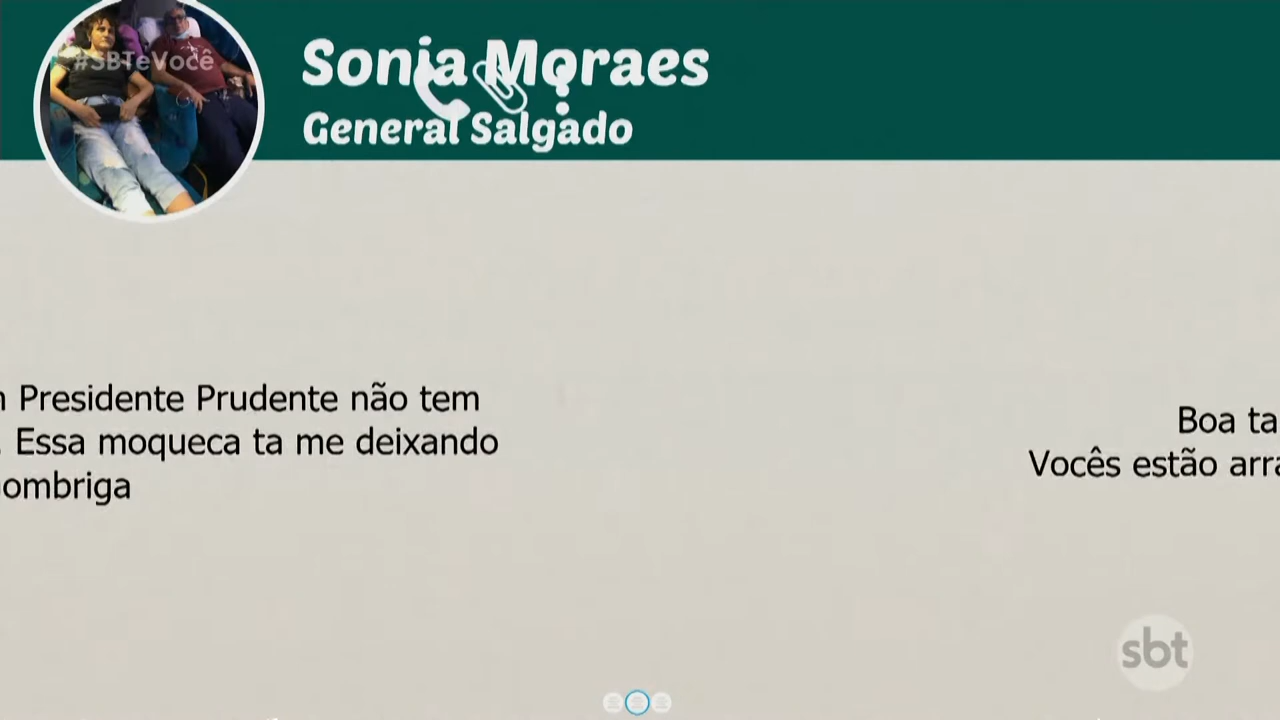 #SBTeVocê
Sonia Moraes
General Salgado
Presidente Prudente não tem
Essa moqueca ta me deixando
ombriga
Boa ta
Vocês estão arra
sbt